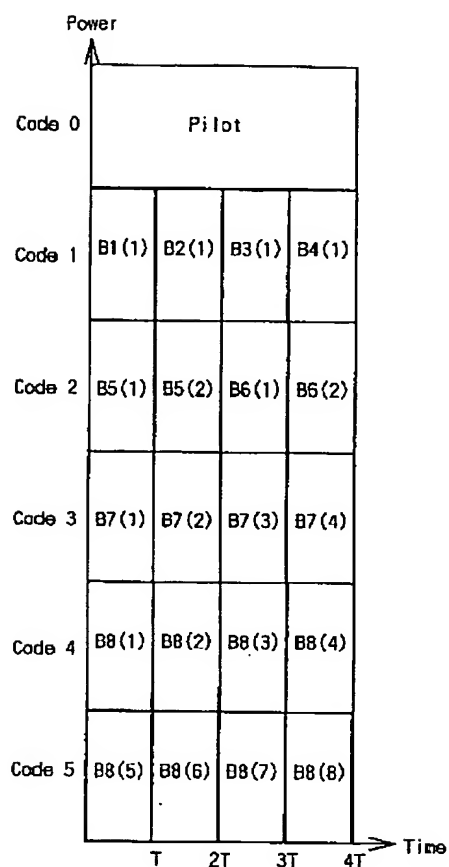 Power
Code 0 Pilot
Code 1 B1(1) B2(1) B3(1) B4(1)
Code 2 B5(1) B5(2) B6(1) B6(2)
Code 3 B7(1) B7(2) B7(3) B7(4)
Code 4 B8(1) B8(2) B8(3) B8(4)
Code 5 B8(5) B8(6) B8(7) B8(8)
T 2T 3T 4T Time